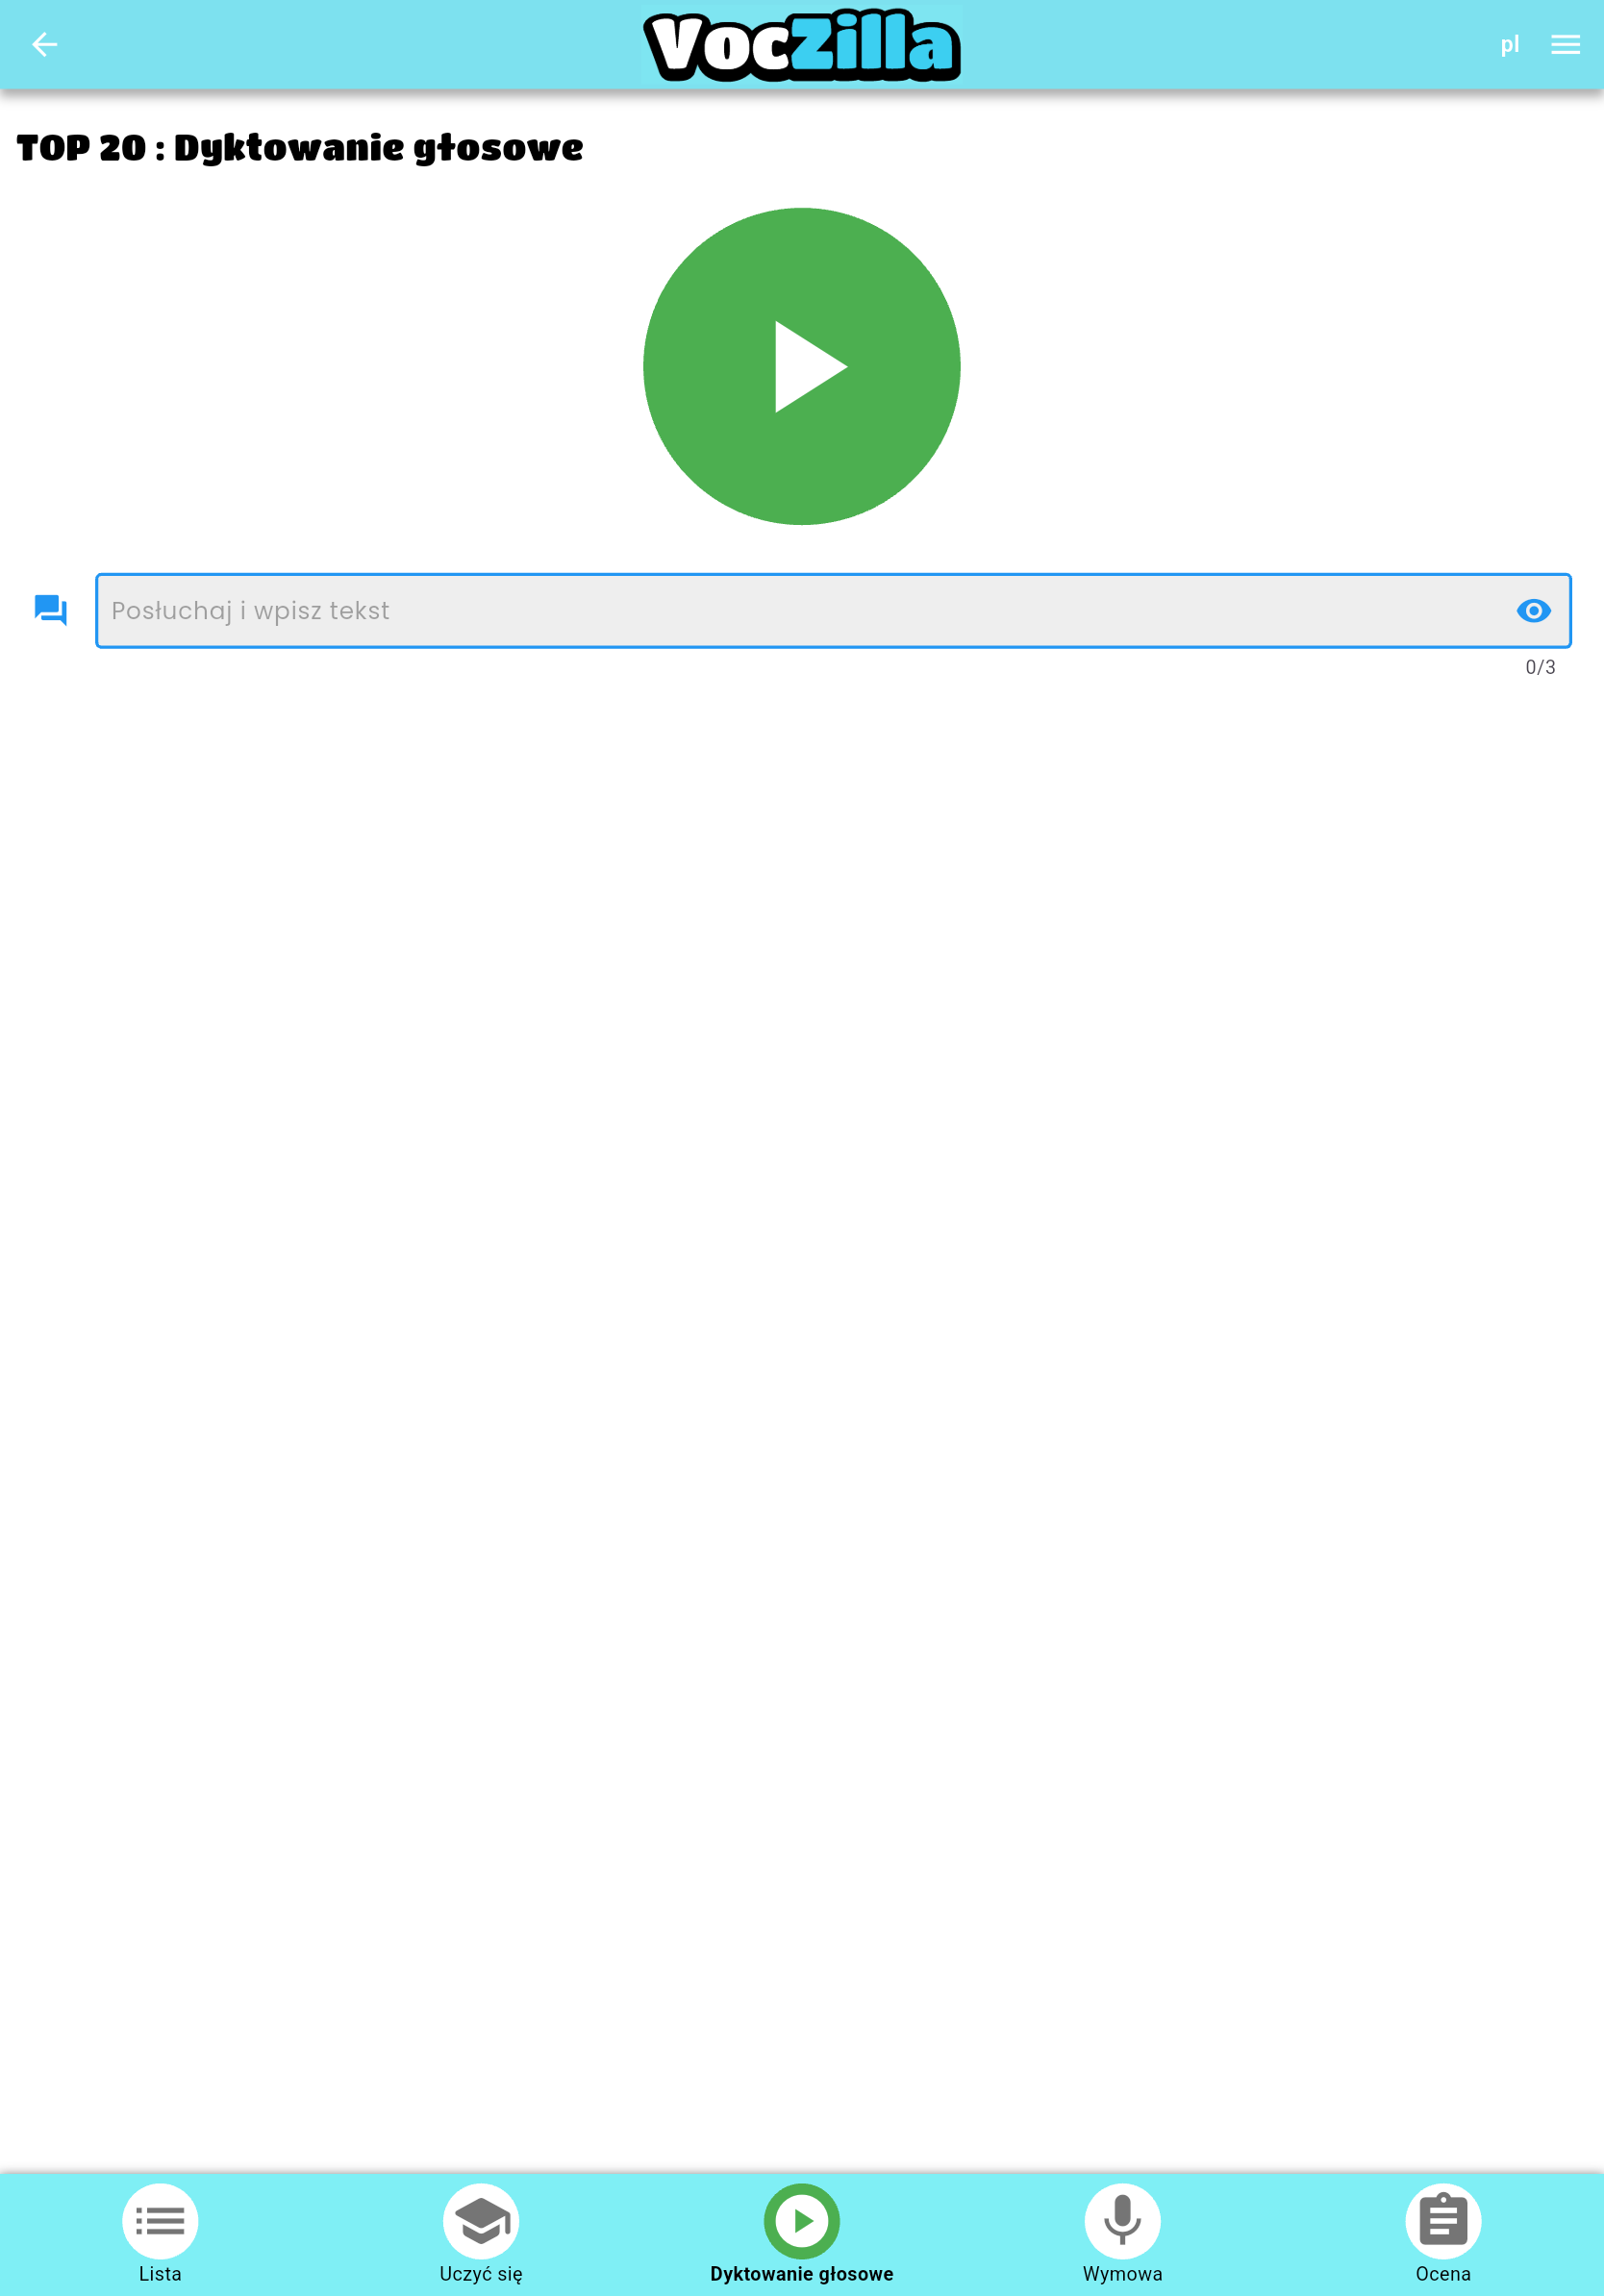 VocZilla
pl
TOP 20 : Dyktowanie głosowe
Posłuchaj i wpisz tekst
0/3
Lista
Uczyć się
Dyktowanie głosowe
Wymowa
Ocena